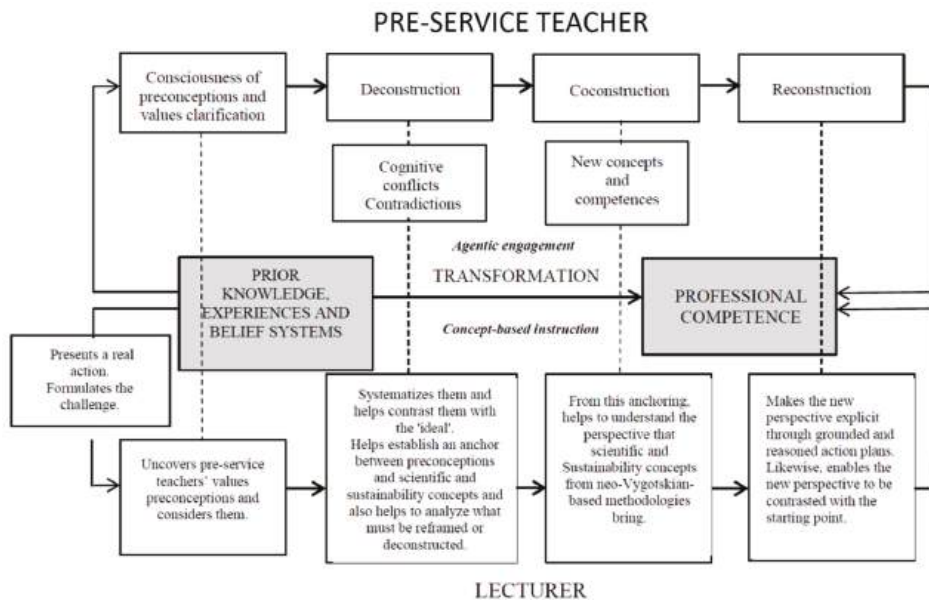 PRE-SERVICE TEACHER
Consciousness of
preconceptions and
values clarification
Deconstruction
Coconstruction
Reconstruction
Cognitive
conflicts
Contradictions
New concepts
and
competences
Agentic engagement
PRIOR
KNOWLEDGE,
EXPERIENCES AND
BELIEF SYSTEMS
TRANSFORMATION
PROFESSIONAL
COMPETENCE
Concept-based instruction
Presents a real
action.
Formulates the
challenge.
Uncovers pre-service
teachers' values
preconceptions and
considers them.
Systematizes them and
helps contrast them with
the 'ideal'.
Helps establish an anchor
between preconceptions
and scientific and
sustainability concepts and
also helps to analyze what
must be reframed or
deconstructed.
From this anchoring,
helps to understand the
perspective that
scientific and
Sustainability concepts
from neo-Vygotskian-
based methodologies
bring.
Makes the new
perspective explicit
through grounded and
reasoned action plans.
Likewise, enables the
new perspective to be
contrasted with the
starting point.
LECTURER